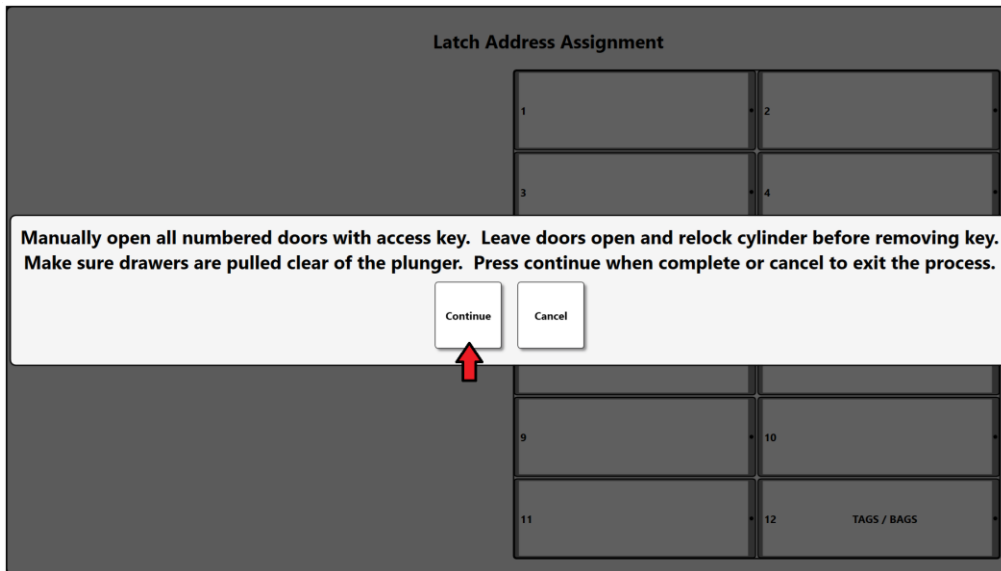 Latch Address Assignment
1
2
3
4
Manually open all numbered doors with access key.  Leave doors open and relock cylinder before removing key.
Make sure drawers are pulled clear of the plunger.  Press continue when complete or cancel to exit the process.
Continue
Cancel
9
10
11
12
TAGS / BAGS